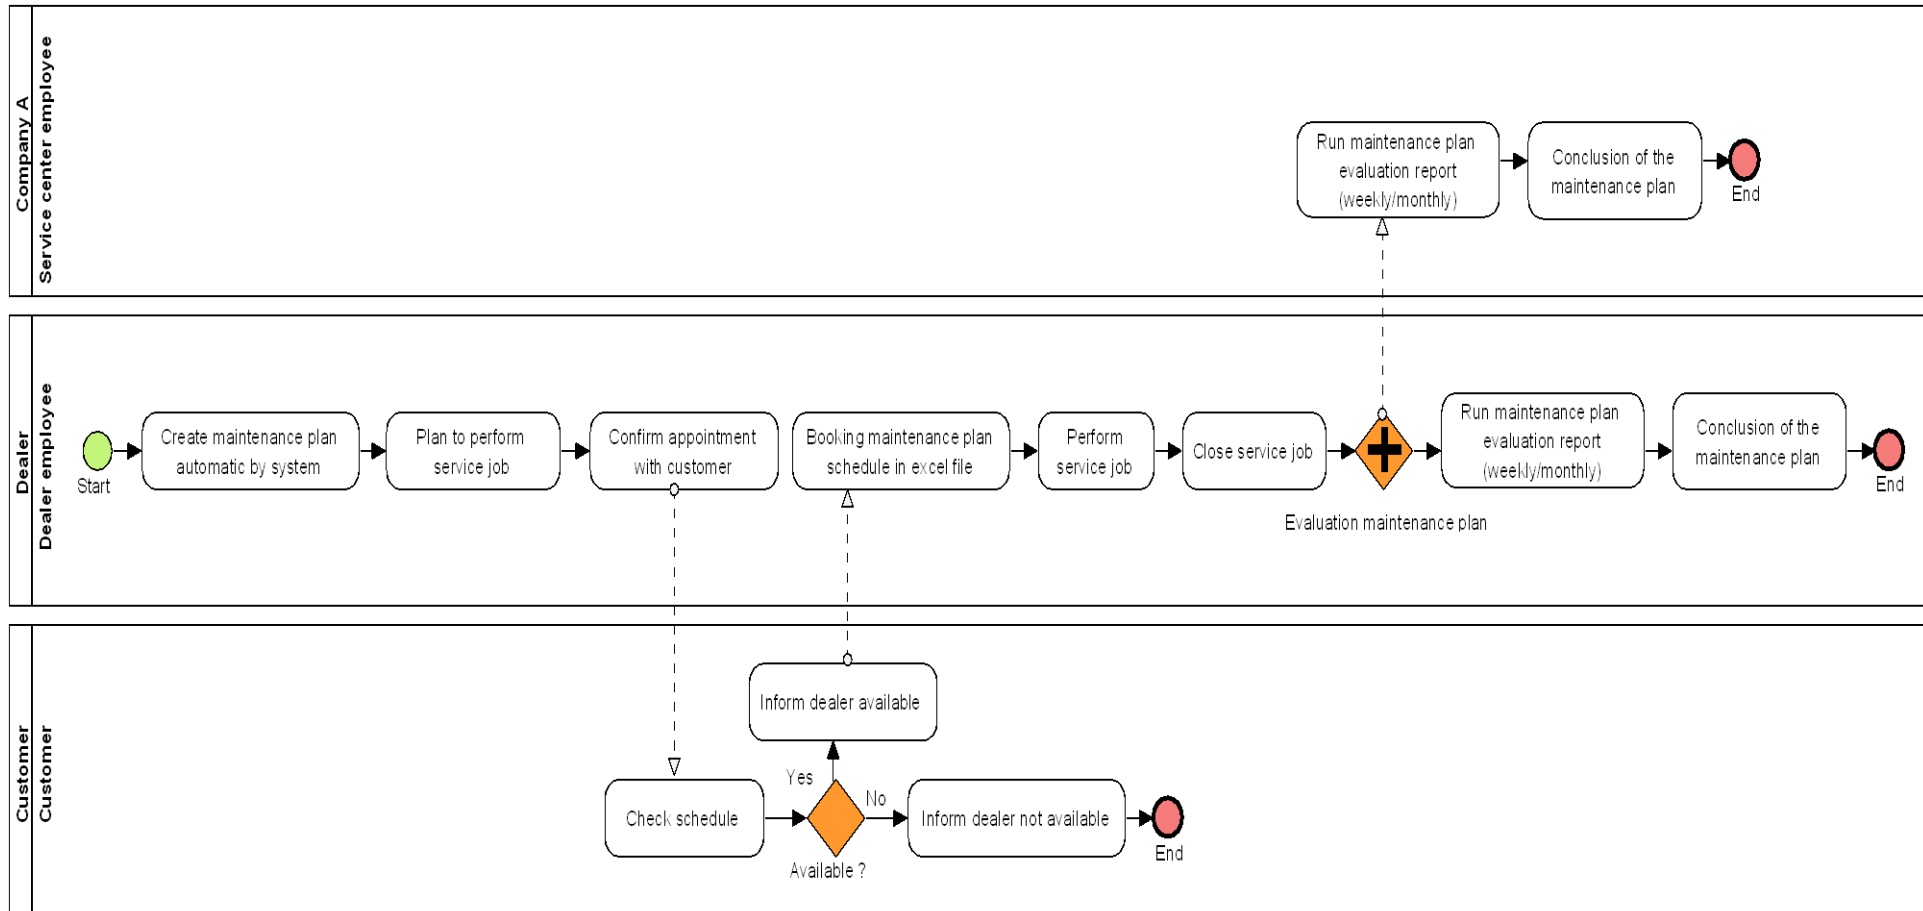 Company A
Service center employee
Run maintenance plan
evaluation report
(weekly/monthly)
Conclusion of the
maintenance plan
End
Dealer
Dealer employee
Start
Create maintenance plan
automatic by system
Plan to perform
service job
Confirm appointment
with customer
Booking maintenance plan
schedule in excel file
Perform
service job
Close service job
Evaluation maintenance plan
Run maintenance plan
evaluation report
(weekly/monthly)
Conclusion of the
maintenance plan
End
Customer
Customer
Inform dealer available
Check schedule
Yes
No
Available ?
Inform dealer not available
End